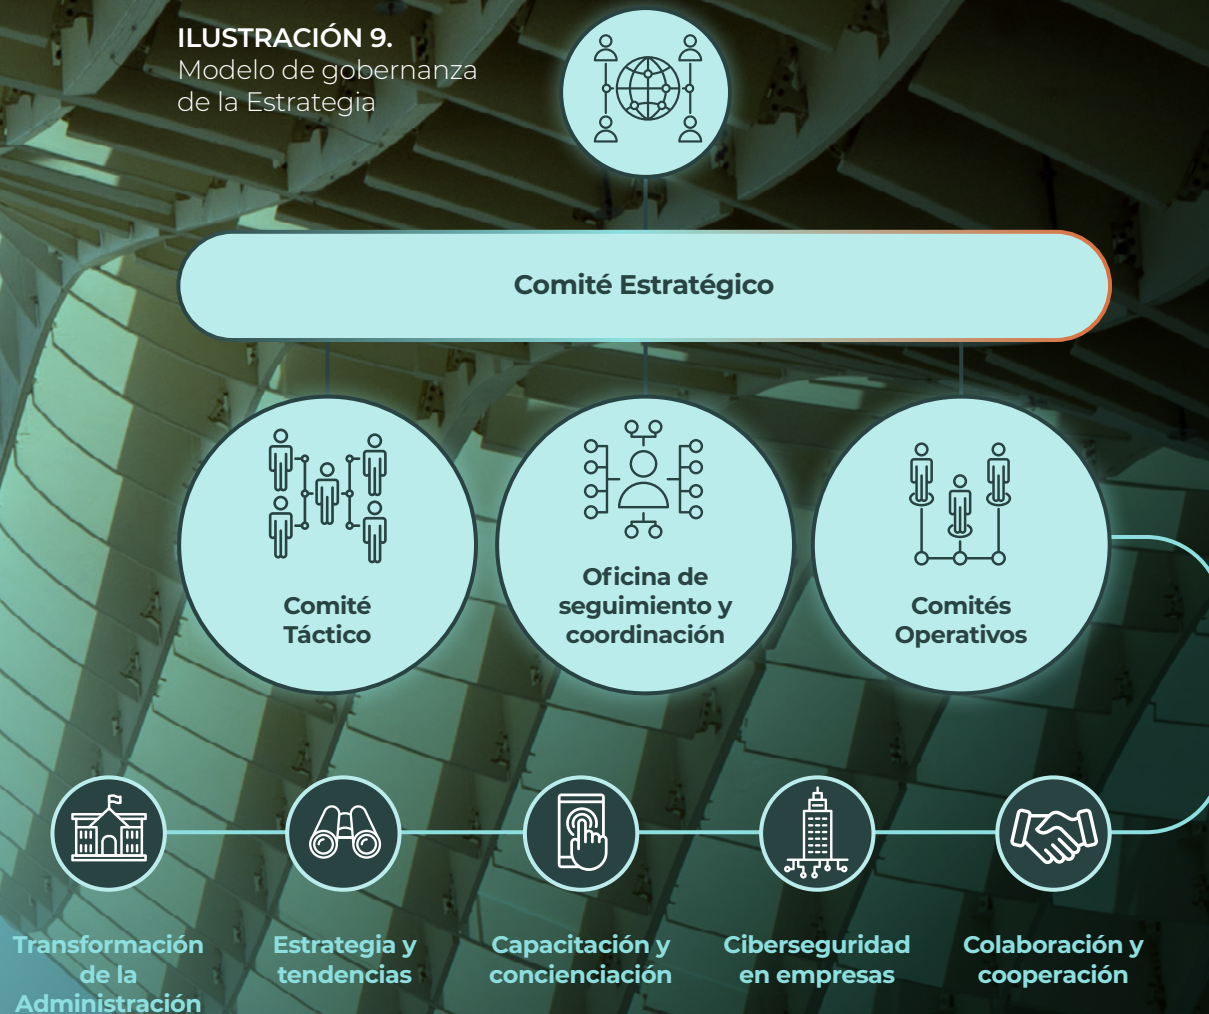 ILUSTRACIÓN 9.
Modelo de gobernanza
de la Estrategia
Comité Estratégico
Comité
Táctico
Oficina de
seguimiento y
coordinación
Comités
Operativos
Transformación
de la
Administración
Estrategia y
tendencias
Capacitación y
concienciación
Ciberseguridad
en empresas
Colaboración y
cooperación